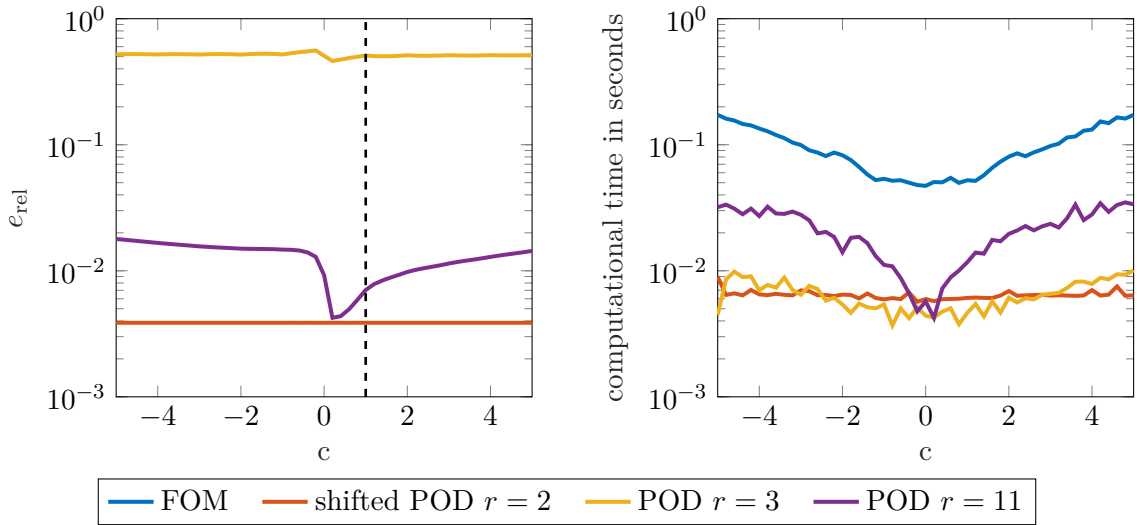 10^0
10^{-1}
10^{-2}
10^{-3}
e_rel
−4 −2 0 2 4
c
10^0
10^{-1}
10^{-2}
10^{-3}
computational time in seconds
−4 −2 0 2 4
c
FOM shifted POD r = 2 POD r = 3 POD r = 11